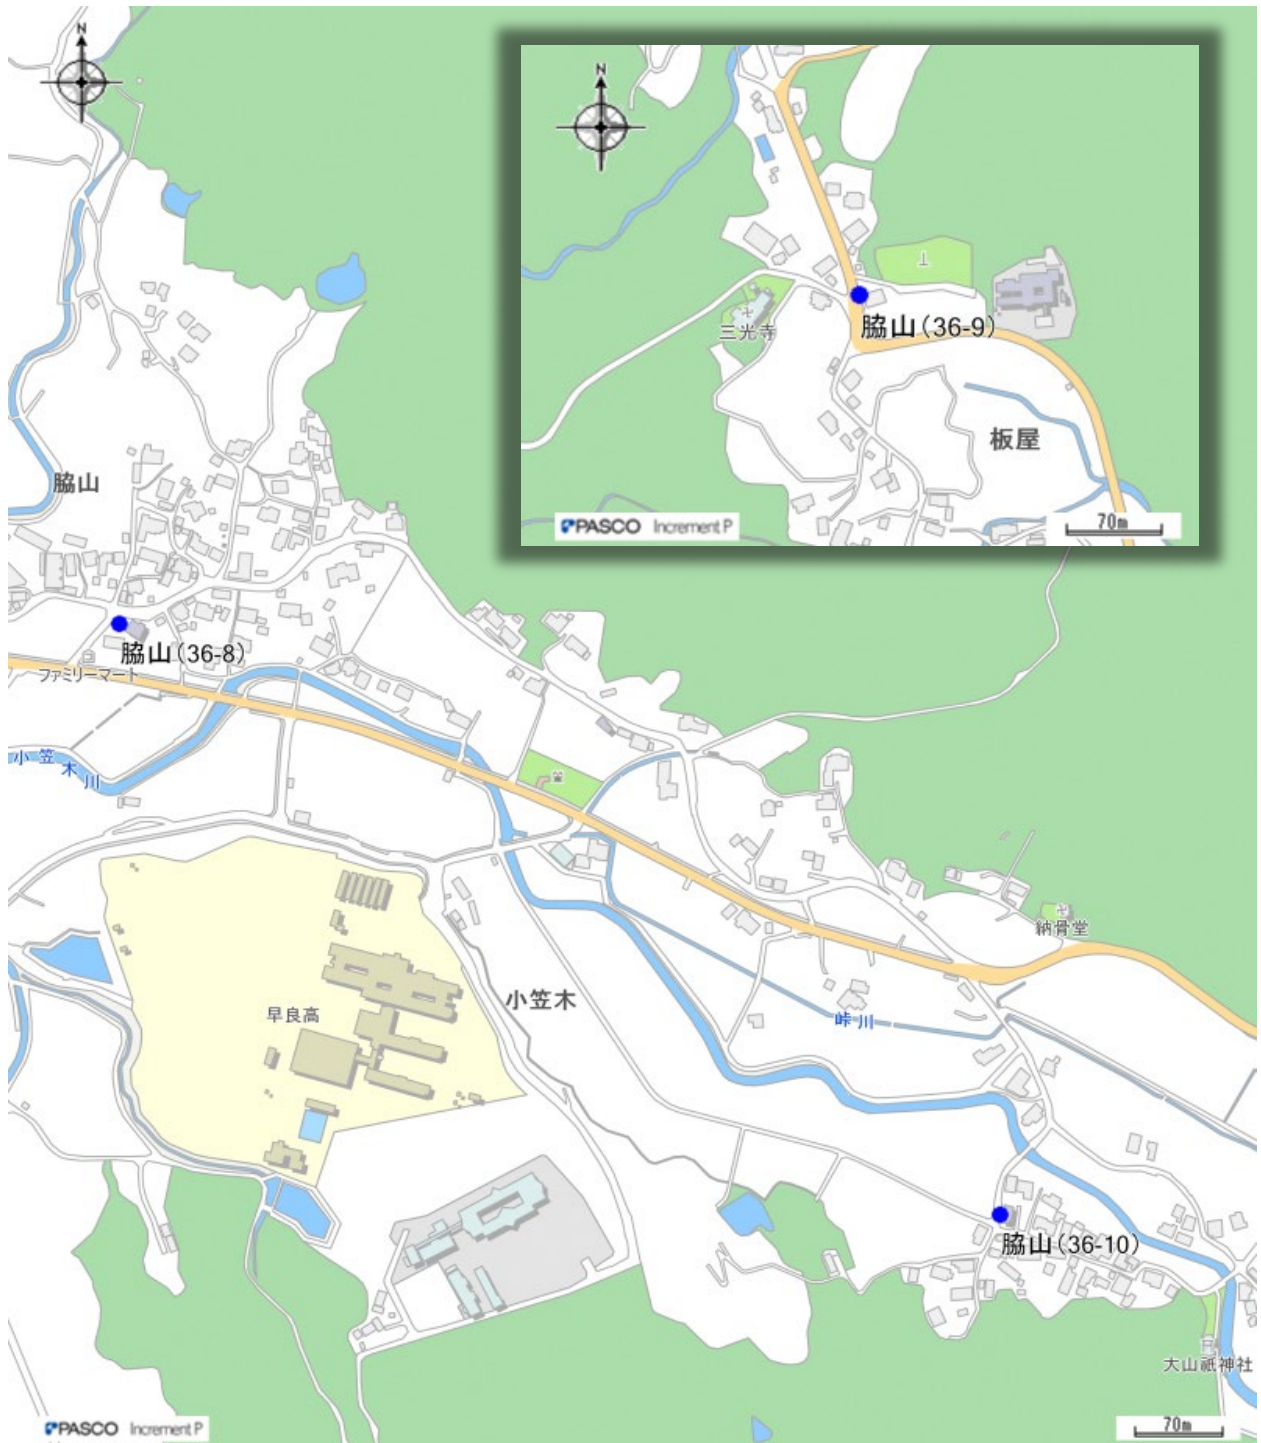 N
N
三光寺
脇山(36-9)
板屋
PASCO Increment P
70m
脇山
脇山(36-8)
ファミリーマート
小笠木川
納骨堂
小笠木
早良高
峠川
脇山(36-10)
大山祇神社
PASCO Increment P
70m